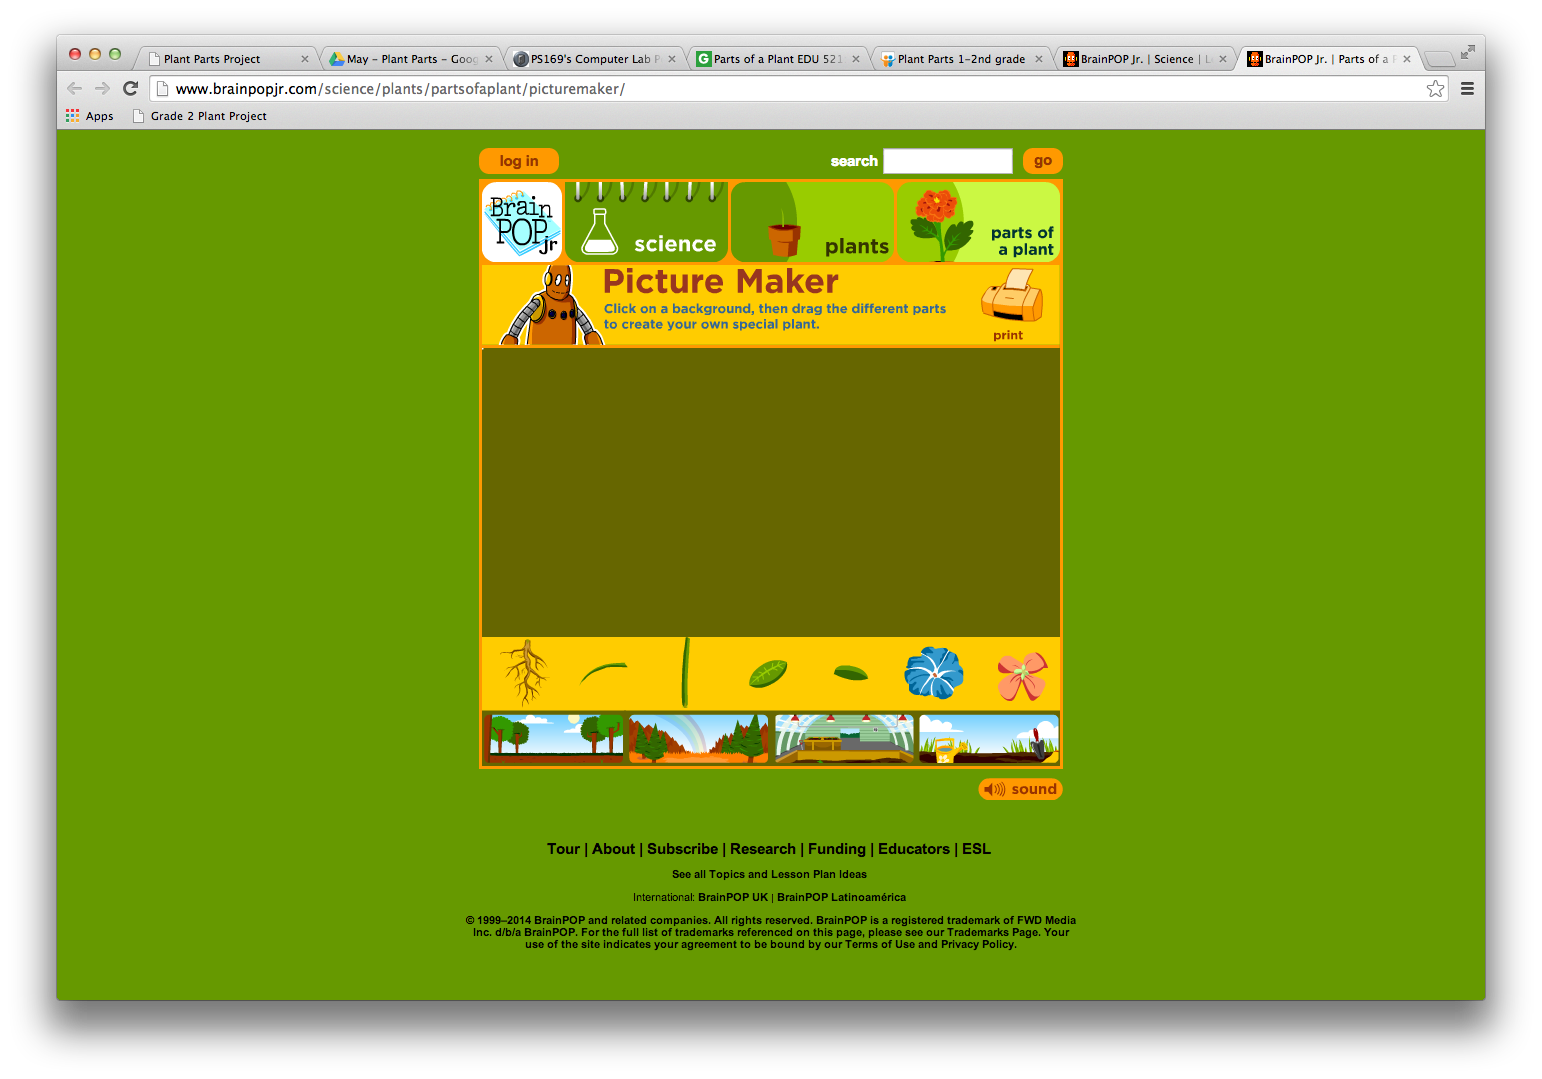 Plant Parts Project
May – Plant Parts – Goog
PS169's Computer Lab P
Parts of a Plant EDU 521
Plant Parts 1-2nd grade
BrainPOP Jr. | Science | L
BrainPOP Jr. | Parts of a P
www.brainpopjr.com/science/plants/partsofaplant/picturemaker/
Apps
Grade 2 Plant Project
log in
search
go
Brain
POP
jr
science
plants
parts of
a plant
Picture Maker
Click on a background, then drag the different parts
to create your own special plant.
print
sound
Tour | About | Subscribe | Research | Funding | Educators | ESL
See all Topics and Lesson Plan Ideas
International: BrainPOP UK | BrainPOP Latinoamérica
© 1999–2014 BrainPOP and related companies. All rights reserved. BrainPOP is a registered trademark of FWD Media
Inc. d/b/a BrainPOP. For the full list of trademarks referenced on this page, please see our Trademarks Page. Your
use of the site indicates your agreement to be bound by our Terms of Use and Privacy Policy.